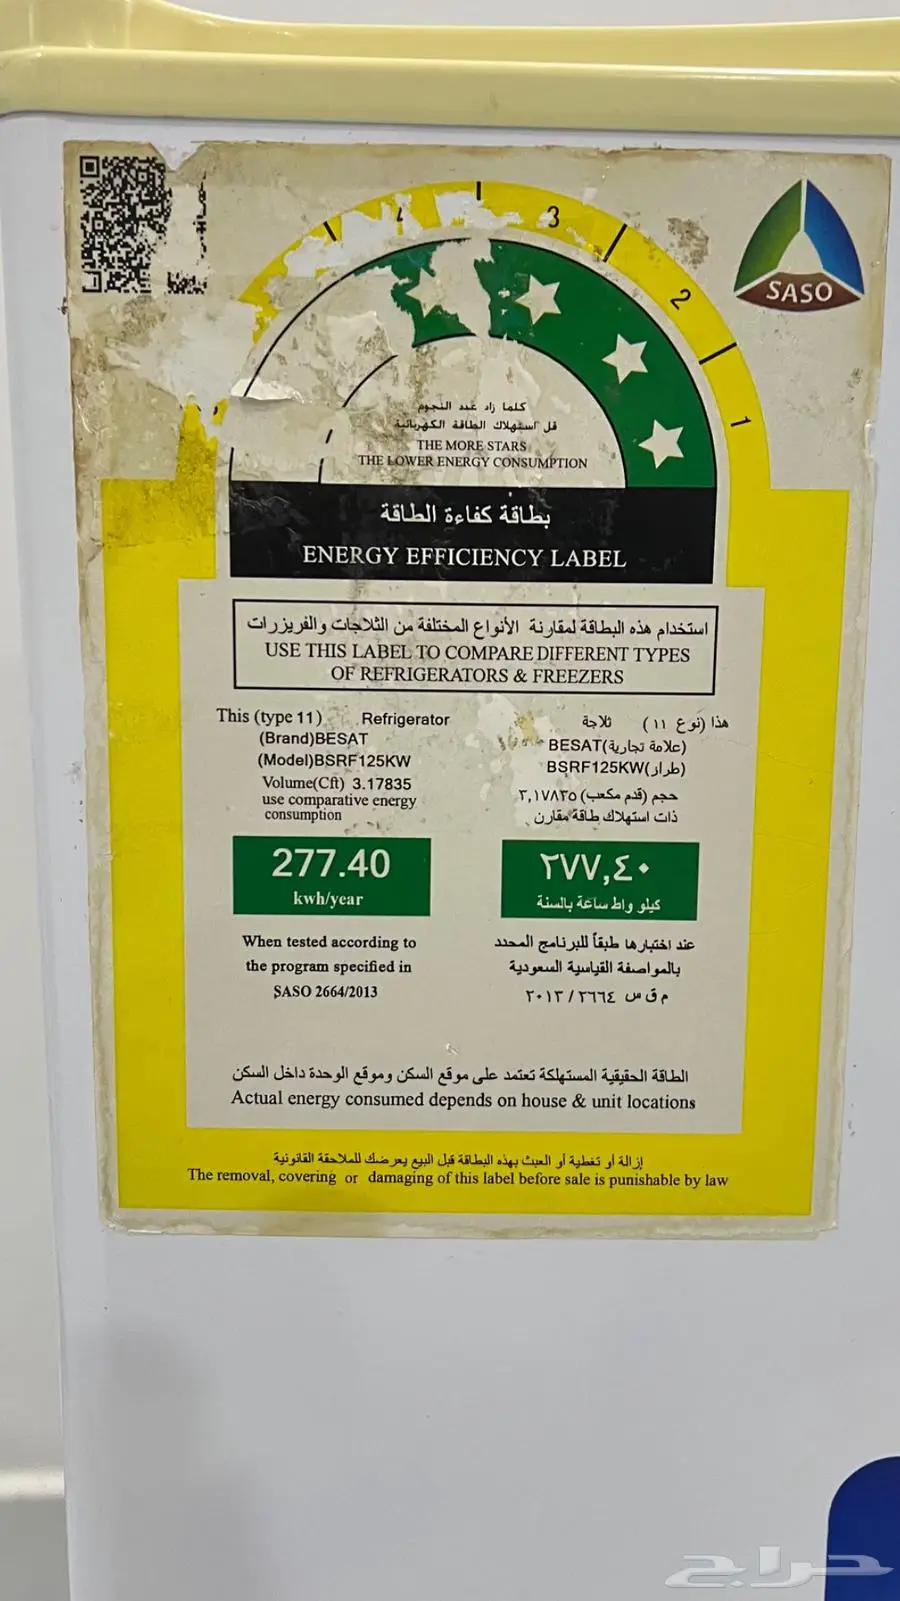 4
3
2
1
SASO
كلما زاد عدد النجوم
قل استهلاك الطاقة الكهربائية
THE MORE STARS
THE LOWER ENERGY CONSUMPTION
بطاقة كفاءة الطاقة
ENERGY EFFICIENCY LABEL
استخدام هذه البطاقة لمقارنة الأنواع المختلفة من الثلاجات والفريزرات
USE THIS LABEL TO COMPARE DIFFERENT TYPES
OF REFRIGERATORS & FREEZERS
This (type 11) Refrigerator
(Brand)BESAT
(Model)BSRF125KW
Volume(Cft) 3.17835
use comparative energy
consumption
هذا (نوع ١١) ثلاجة
(علامة تجارية)BESAT
(طراز)BSRF125KW
حجم (قدم مكعب) ٣,١٧٨٣٥
ذات استهلاك طاقة مقارن
277.40
kwh/year
٢٧٧,٤٠
كيلو واط ساعة بالسنة
When tested according to
the program specified in
SASO 2664/2013
عند اختبارها طبقاً للبرنامج المحدد
بالمواصفة القياسية السعودية
م ق س ٢٦٦٤ / ٢٠١٣
الطاقة الحقيقية المستهلكة تعتمد على موقع السكن وموقع الوحدة داخل السكن
Actual energy consumed depends on house & unit locations
إزالة أو تغطية أو العبث بهذه البطاقة قبل البيع يعرضك للملاحقة القانونية
The removal, covering or damaging of this label before sale is punishable by law
حراج